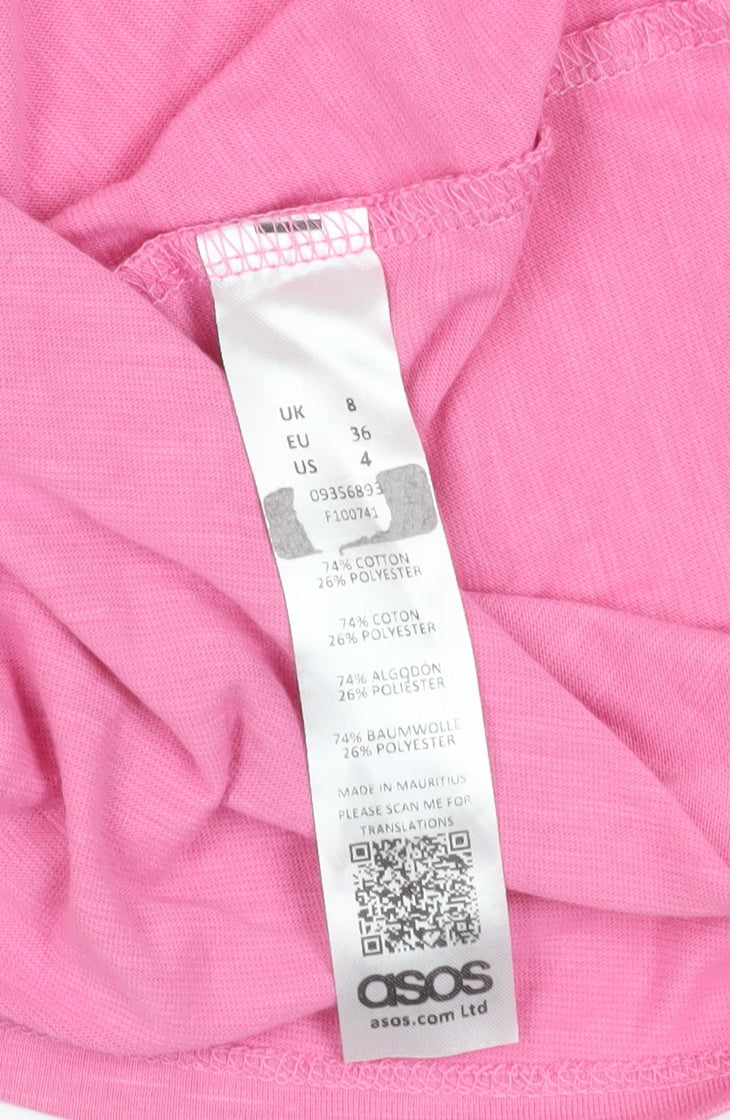 UK 8
EU 36
US 4
09356893
F100741
74% COTTON
26% POLYESTER
74% COTON
26% POLYESTER
74% ALGODÓN
26% POLIÉSTER
74% BAUMWOLLE
26% POLYESTER
MADE IN MAURITIUS
PLEASE SCAN ME FOR
TRANSLATIONS
asos
asos.com Ltd